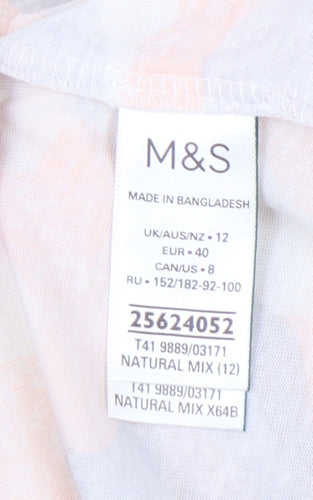 M&S
MADE IN BANGLADESH
UK/AUS/NZ • 12
EUR • 40
CAN/US • 8
RU • 152/182-92-100
25624052
T41 9889/03171
NATURAL MIX (12)
T41 9889/03171
NATURAL MIX X64B